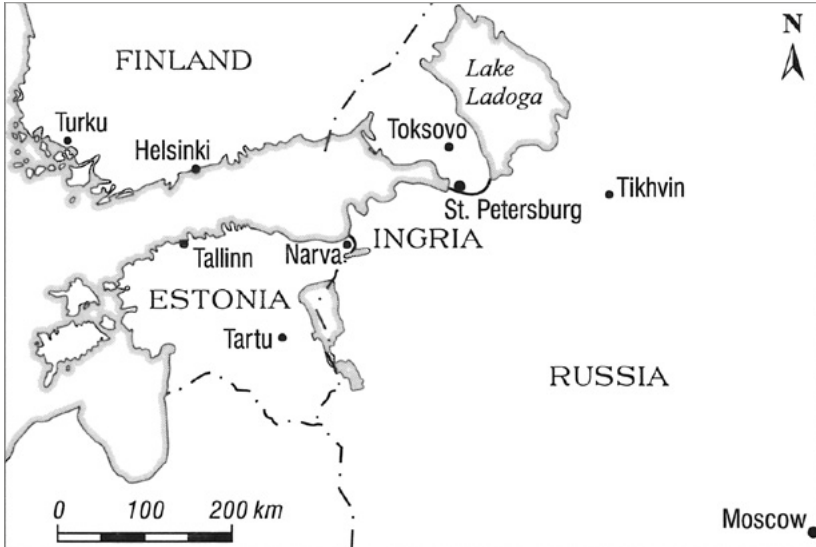 FINLAND
N
Lake
Ladoga
Turku
Toksovo
Helsinki
Tikhvin
St. Petersburg
INGRIA
Tallinn
Narva
ESTONIA
Tartu
RUSSIA
0 100 200 km
Moscow